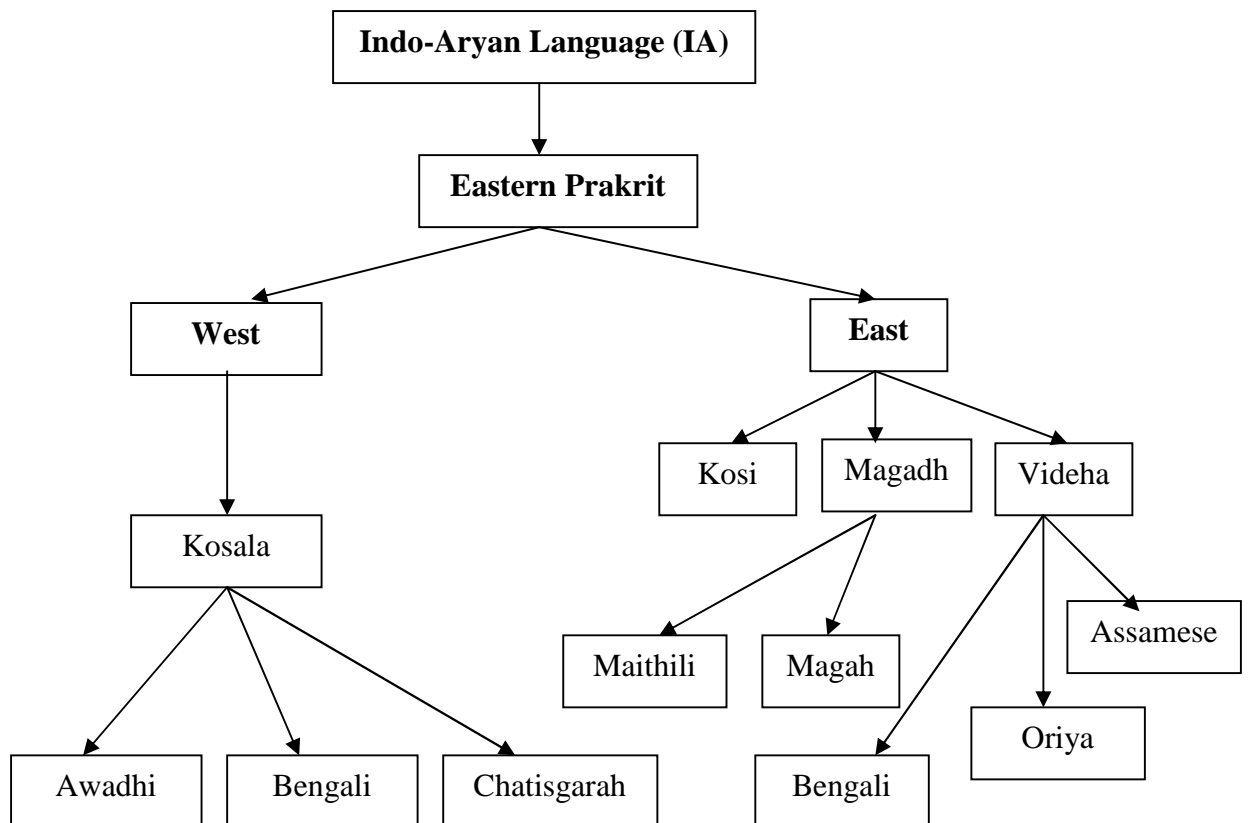 Indo-Aryan Language (IA)
Eastern Prakrit
West
East
Kosi
Magadh
Videha
Kosala
Assamese
Maithili
Magah
Oriya
Awadhi
Bengali
Chatisgarah
Bengali